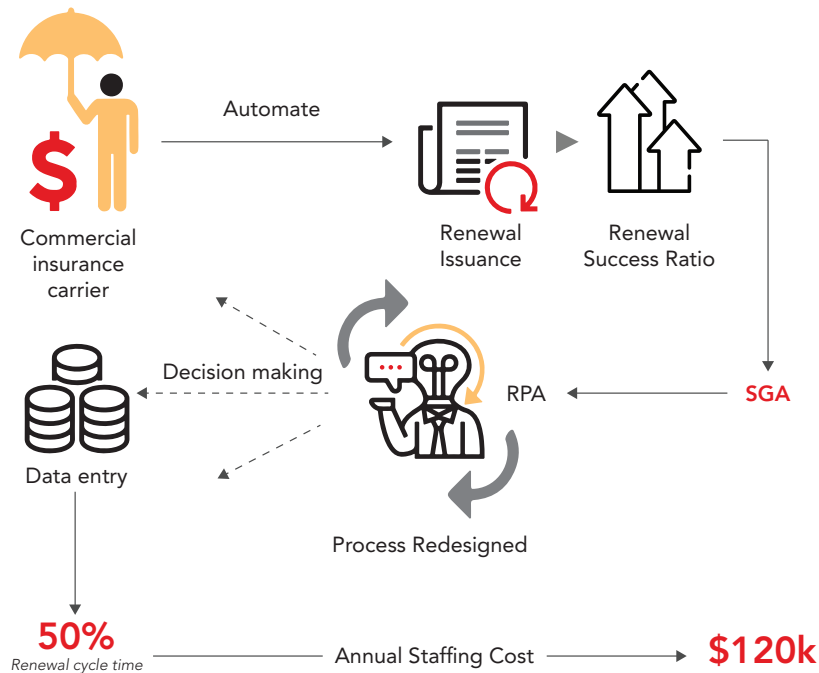 Automate
$
Commercial
insurance
carrier
Renewal
Issuance
Renewal
Success Ratio
Decision making
RPA
SGA
Data entry
Process Redesigned
50%
Renewal cycle time
Annual Staffing Cost
$120k